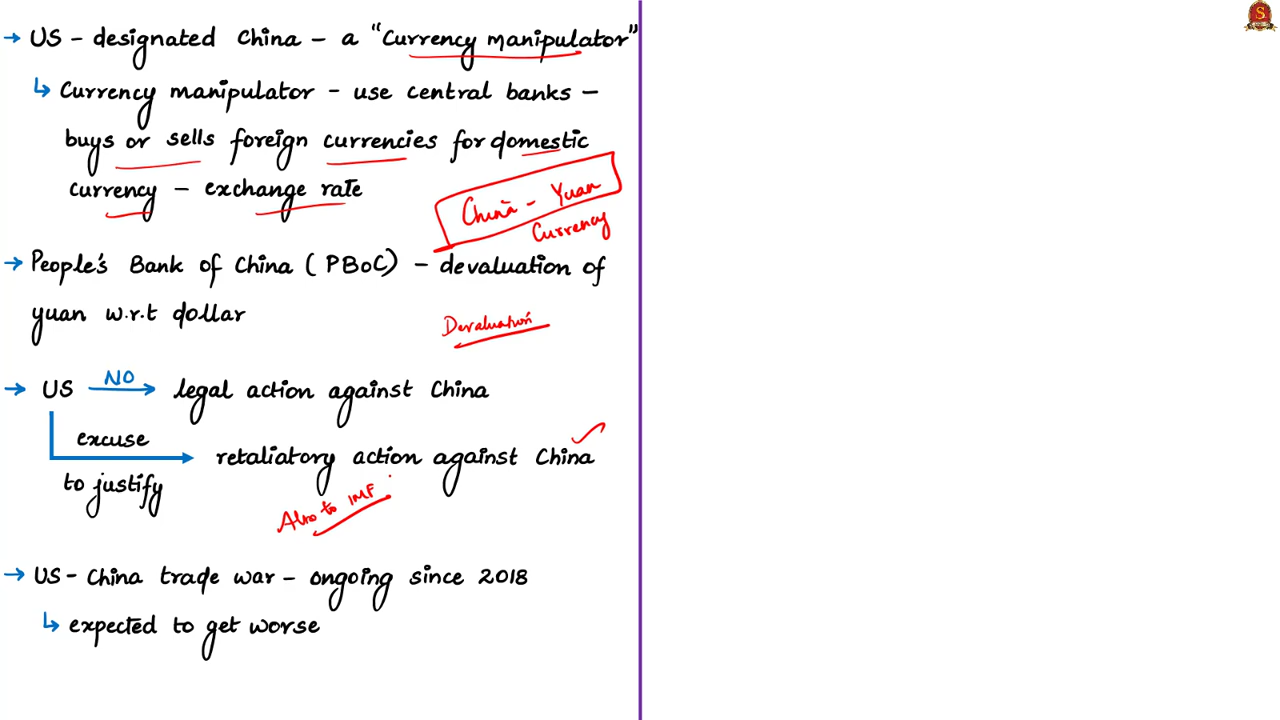 → US - designated China - a "Currency manipulator"
↳ Currency manipulator - use central banks -
buys or sells foreign currencies for domestic
currency - exchange rate
China - Yuan
Currency
→ People's Bank of China (PBoC) - devaluation of
yuan w.r.t dollar
Devaluation
→ US NO → legal action against China
excuse
to justify
retaliatory action against China
Also to IMF
→ US - China trade war - ongoing since 2018
↳ expected to get worse